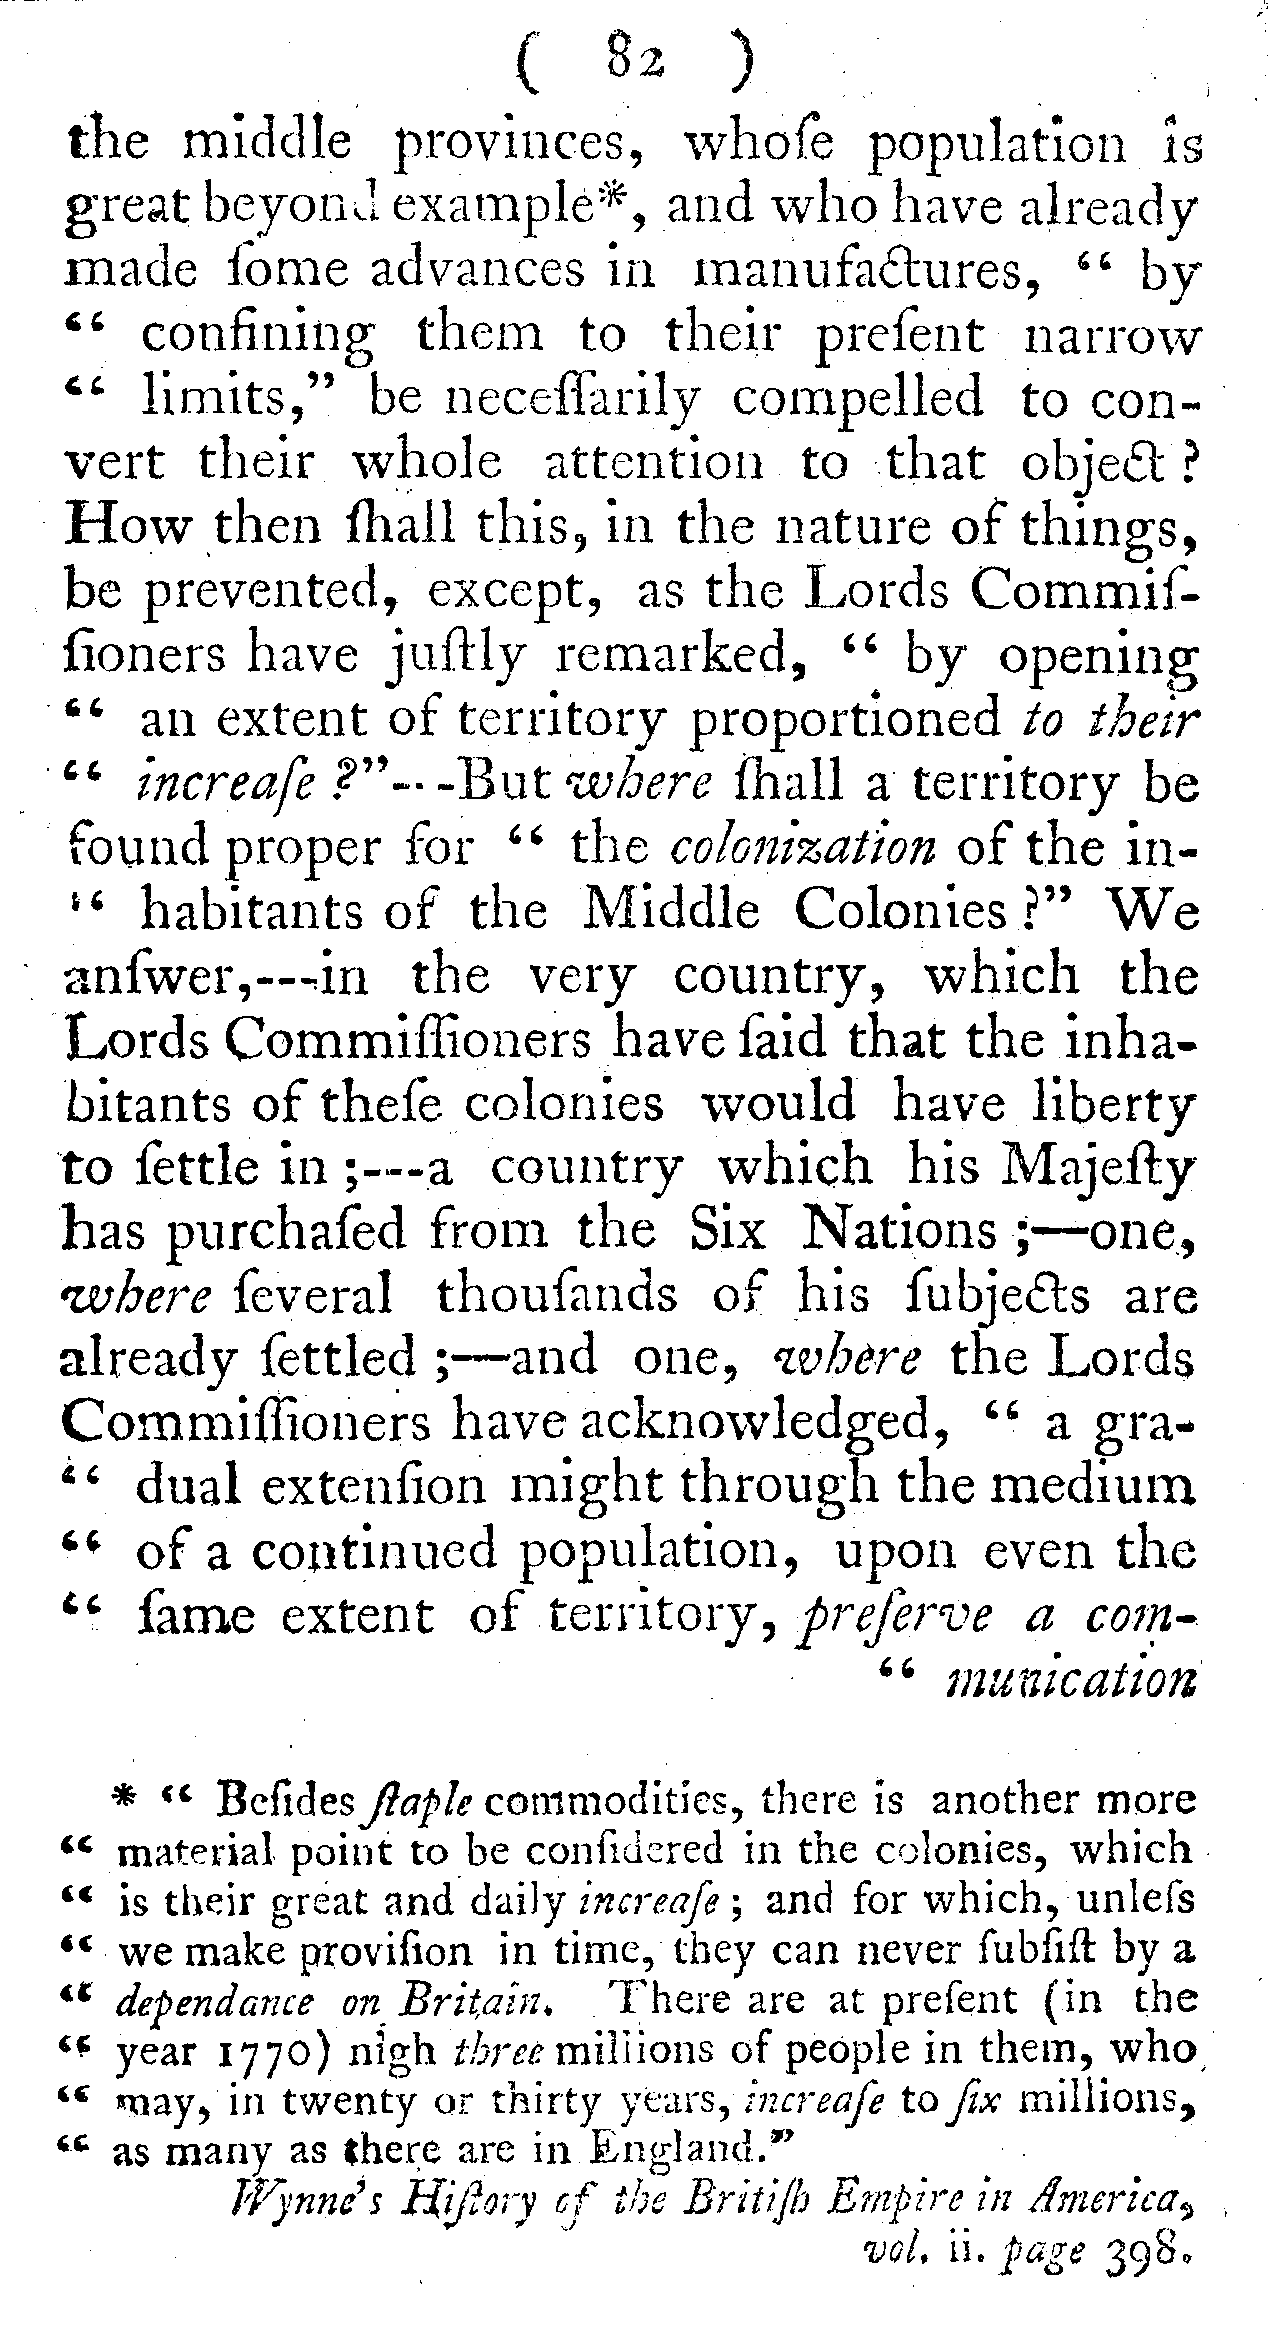 ( 82 )
the middle provinces, whoſe population is
great beyond example*, and who have already
made ſome advances in manufactures, “ by
“ confining them to their preſent narrow
“ limits,” be neceſſarily compelled to con-
vert their whole attention to that object ?
How then ſhall this, in the nature of things,
be prevented, except, as the Lords Commiſ-
ſioners have juſtly remarked, “ by opening
“ an extent of territory proportioned to their
“ increaſe ?”---But where ſhall a territory be
found proper for “ the colonization of the in-
“ habitants of the Middle Colonies ?” We
anſwer,---in the very country, which the
Lords Commiſſioners have ſaid that the inha-
bitants of theſe colonies would have liberty
to ſettle in ;---a country which his Majeſty
has purchaſed from the Six Nations ;—one,
where ſeveral thouſands of his ſubjects are
already ſettled ;—and one, where the Lords
Commiſſioners have acknowledged, “ a gra-
“ dual extenſion might through the medium
“ of a continued population, upon even the
“ ſame extent of territory, preſerve a com-
“ munication
* “ Beſides ſtaple commodities, there is another more
“ material point to be conſidered in the colonies, which
“ is their great and daily increaſe ; and for which, unleſs
“ we make proviſion in time, they can never ſubſiſt by a
“ dependance on Britain. There are at preſent (in the
“ year 1770) nigh three millions of people in them, who
“ may, in twenty or thirty years, increaſe to ſix millions,
“ as many as there are in England.”
Wynne's Hiſtory of the Britiſh Empire in America,
vol. ii. page 398.